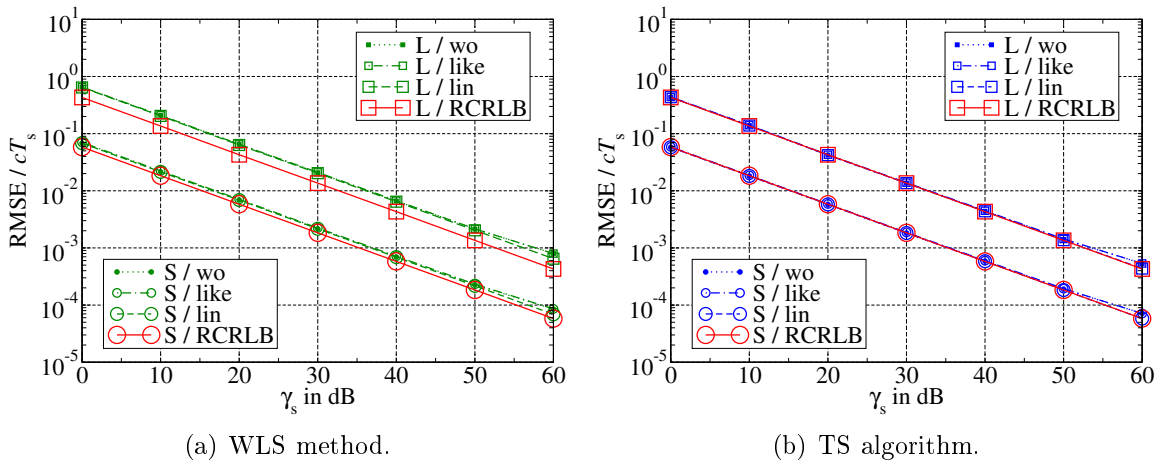 10^1
10^0
10^-1
10^-2
10^-3
10^-4
10^-5
RMSE / cT_s
L / wo
L / like
L / lin
L / RCRLB
S / wo
S / like
S / lin
S / RCRLB
0 10 20 30 40 50 60
γ_s in dB
(a) WLS method.
10^1
10^0
10^-1
10^-2
10^-3
10^-4
10^-5
RMSE / cT_s
L / wo
L / like
L / lin
L / RCRLB
S / wo
S / like
S / lin
S / RCRLB
0 10 20 30 40 50 60
γ_s in dB
(b) TS algorithm.